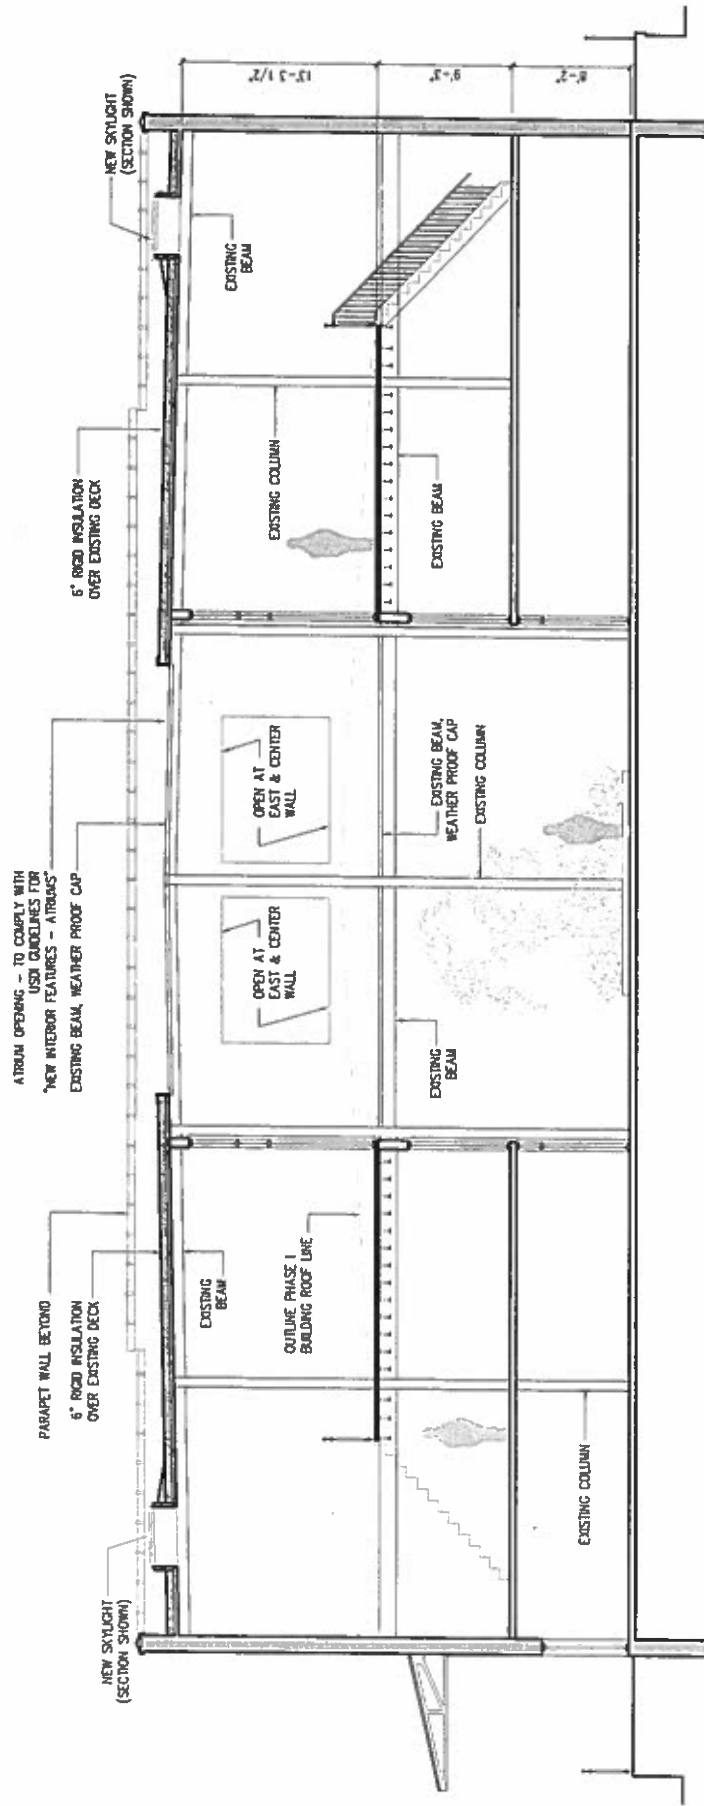 NEW SKYLIGHT
(SECTION SHOWN)
PARAPET WALL BEYOND
6" RIGID INSULATION
OVER EXISTING DECK
ATRIUM OPENING - TO COMPLY WITH
USDI GUIDELINES FOR
"NEW INTERIOR FEATURES - ATRIUMS"
EXISTING BEAM, WEATHER PROOF CAP
6" RIGID INSULATION
OVER EXISTING DECK
NEW SKYLIGHT
(SECTION SHOWN)
EXISTING
BEAM
OUTLINE PHASE I
BUILDING ROOF LINE
OPEN AT
EAST & CENTER
WALL
OPEN AT
EAST & CENTER
WALL
EXISTING COLUMN
EXISTING
BEAM
EXISTING
BEAM
EXISTING BEAM,
WEATHER PROOF CAP
EXISTING COLUMN
EXISTING BEAM
EXISTING COLUMN
13'-3 1/2"
9'-3"
8'-2"